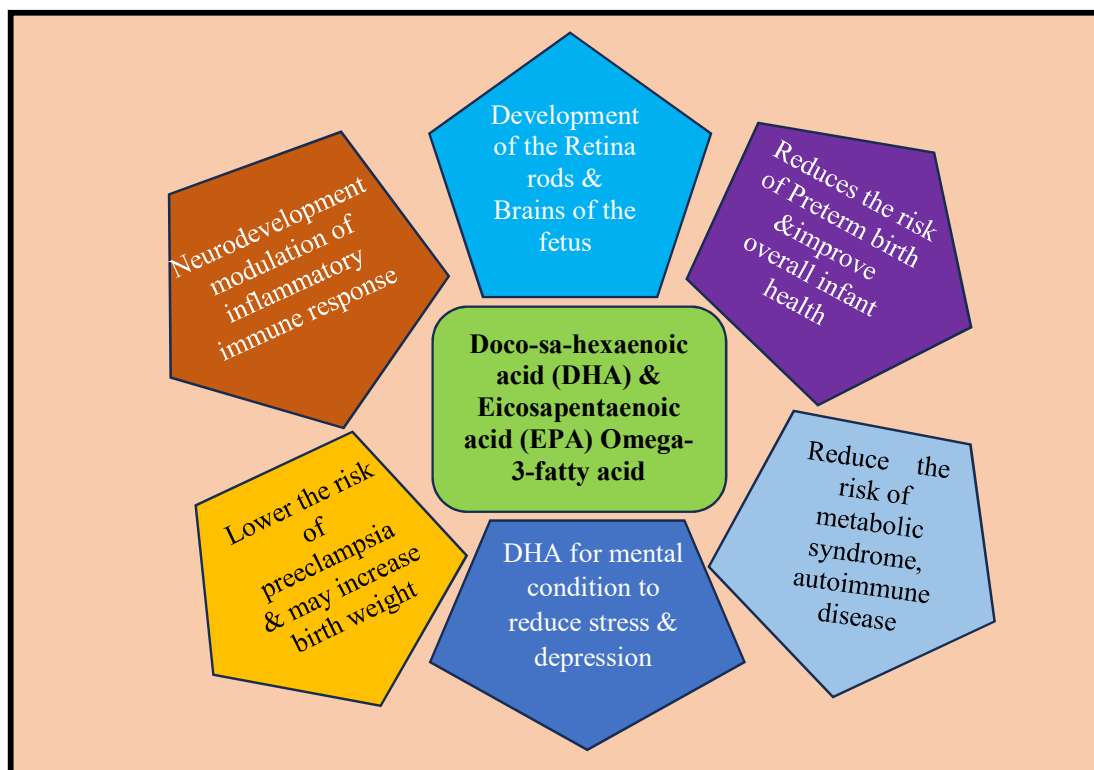 Development
of the Retina
rods &
Brains of the
fetus
Reduces the risk
of Preterm birth
&improve
overall infant
health
Neurodevelopment
modulation of
inflammatory
immune response
Doco-sa-hexaenoic
acid (DHA) &
Eicosapentaenoic
acid (EPA) Omega-
3-fatty acid
Reduce the
risk of
metabolic
syndrome,
autoimmune
disease
Lower the risk
of
preeclampsia
& may increase
birth weight
DHA for mental
condition to
reduce stress &
depression